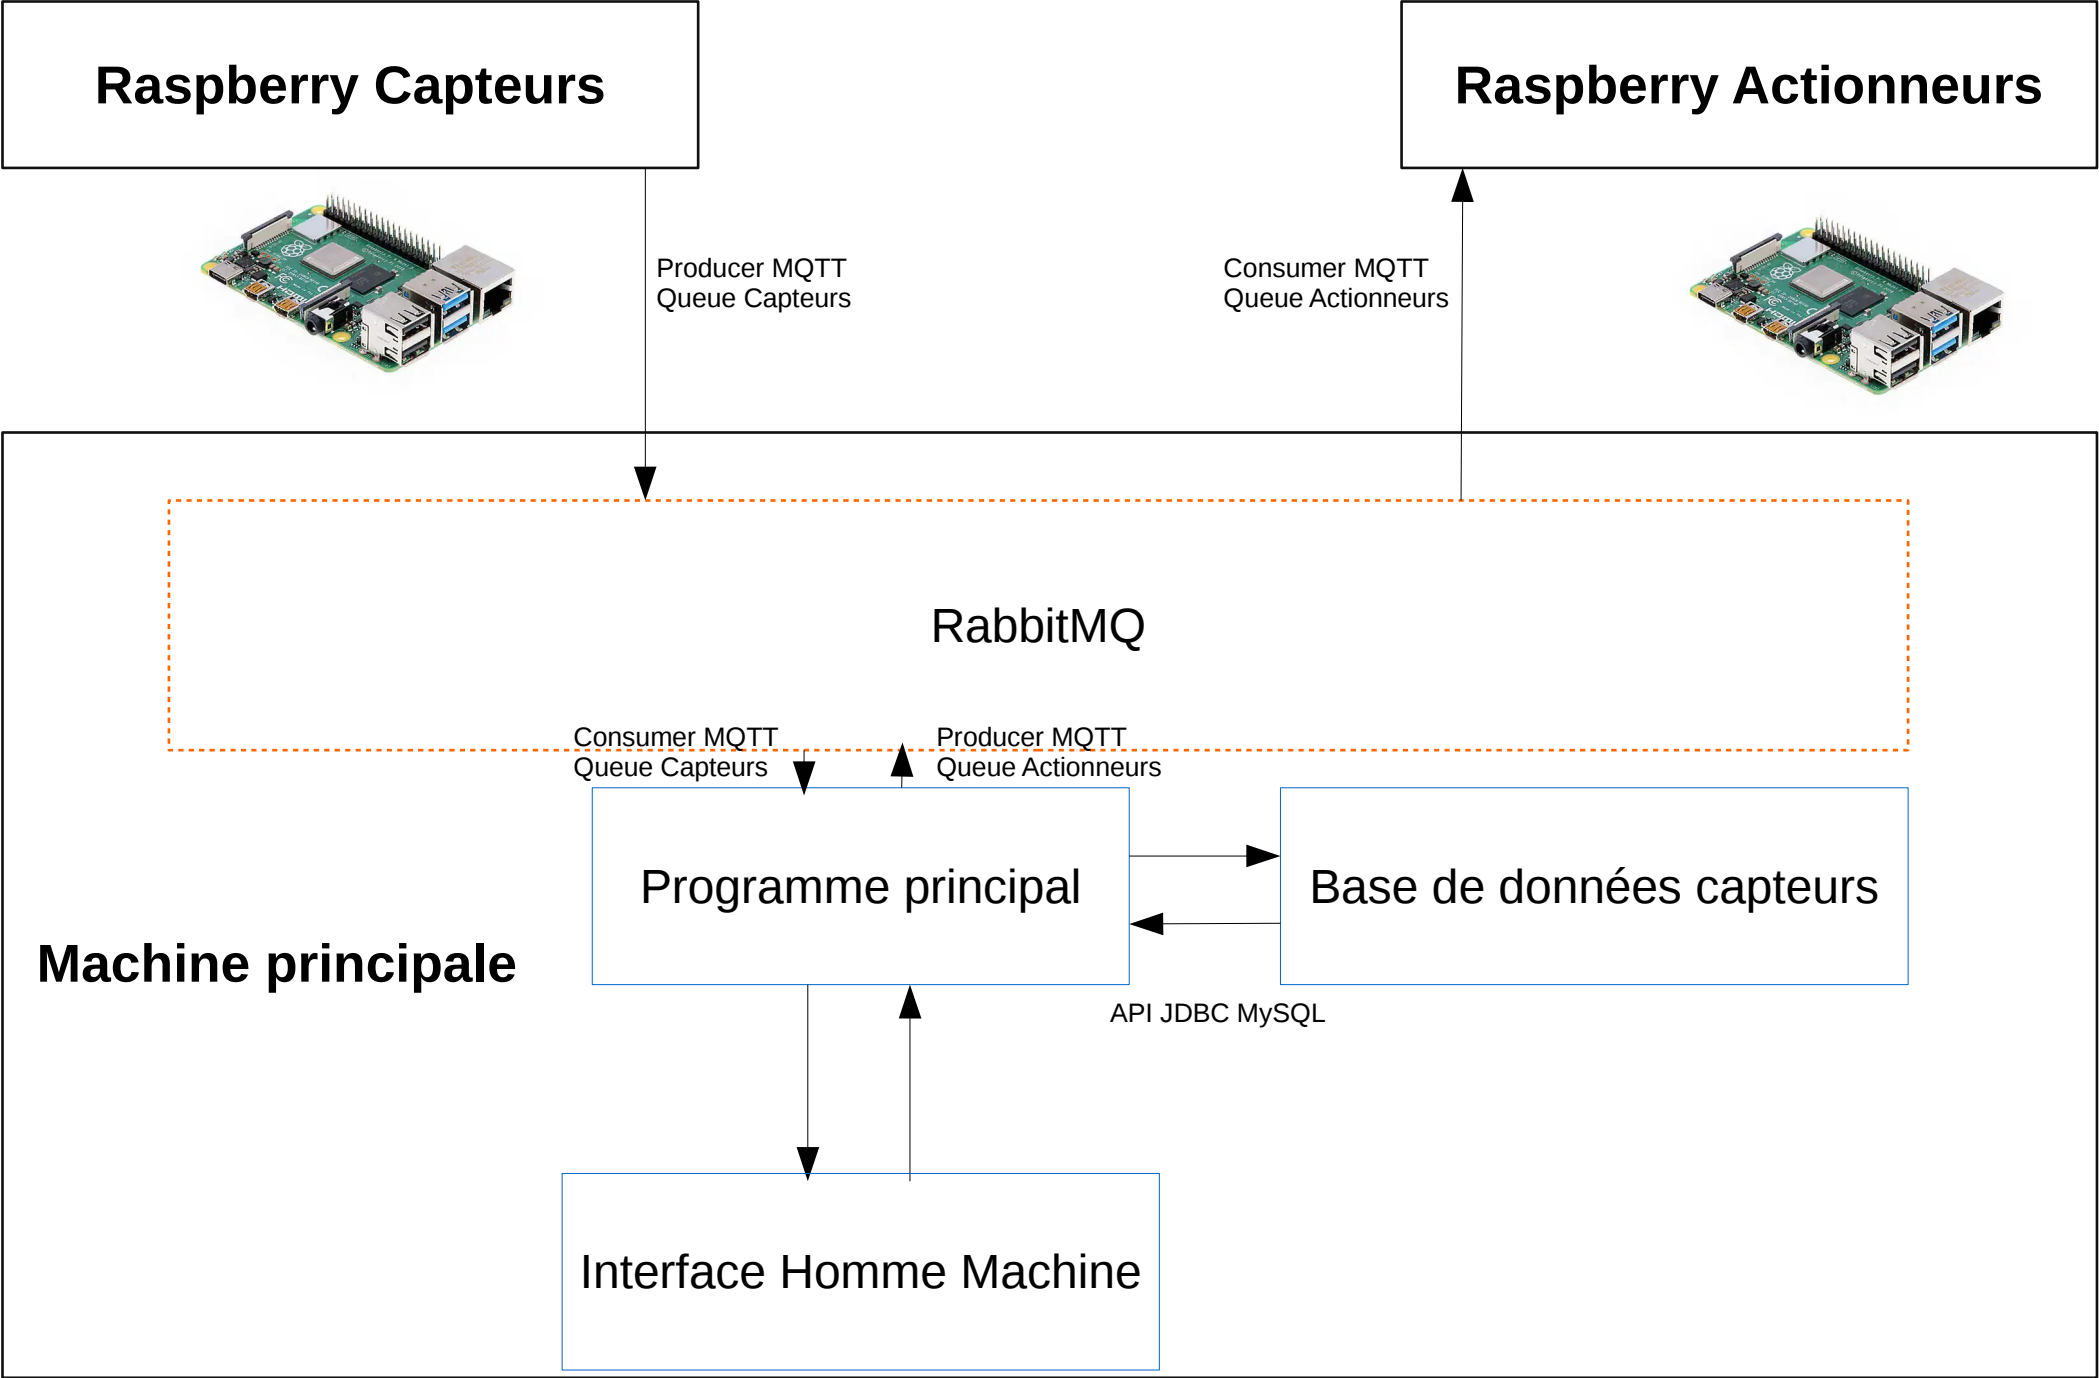 Raspberry Capteurs
Raspberry Actionneurs
Producer MQTT
Queue Capteurs
Consumer MQTT
Queue Actionneurs
RabbitMQ
Consumer MQTT
Queue Capteurs
Producer MQTT
Queue Actionneurs
Programme principal
Base de données capteurs
Machine principale
API JDBC MySQL
Interface Homme Machine